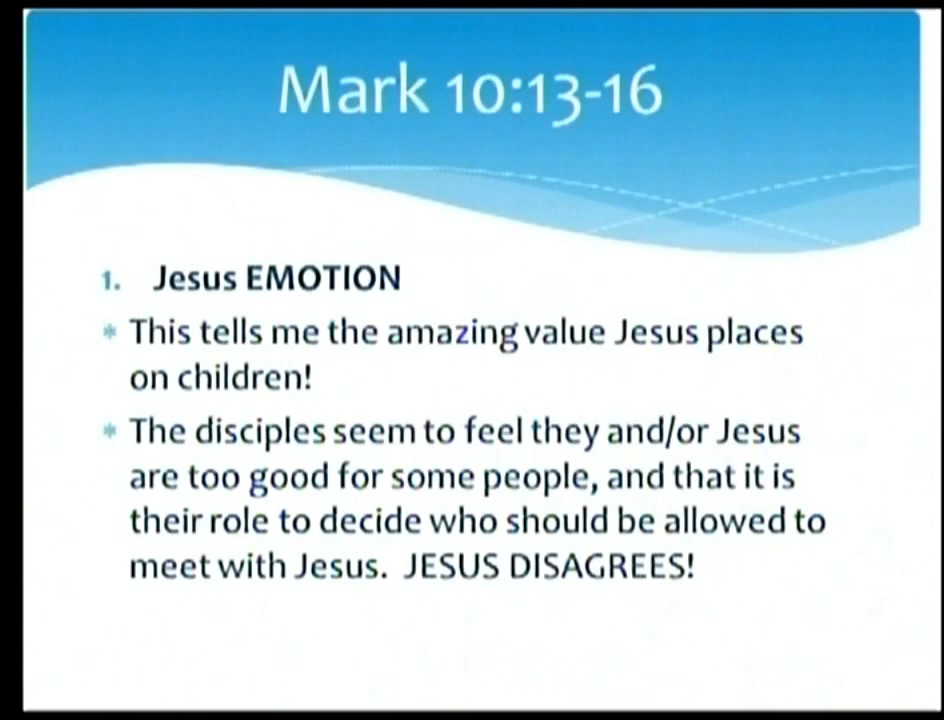 Mark 10:13-16
1. Jesus EMOTION
* This tells me the amazing value Jesus places
on children!
* The disciples seem to feel they and/or Jesus
are too good for some people, and that it is
their role to decide who should be allowed to
meet with Jesus. JESUS DISAGREES!